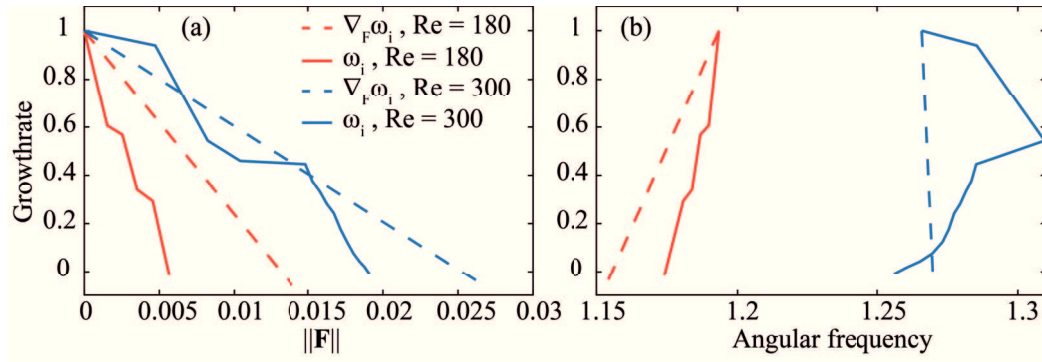 (a)
∇_F ω_i , Re = 180
ω_i , Re = 180
∇_F ω_i , Re = 300
ω_i , Re = 300
(b)
Growthrate
1
0.8
0.6
0.4
0.2
0
0 0.005 0.01 0.015 0.02 0.025 0.03
||F||
1
0.8
0.6
0.4
0.2
0
1.15 1.2 1.25 1.3
Angular frequency